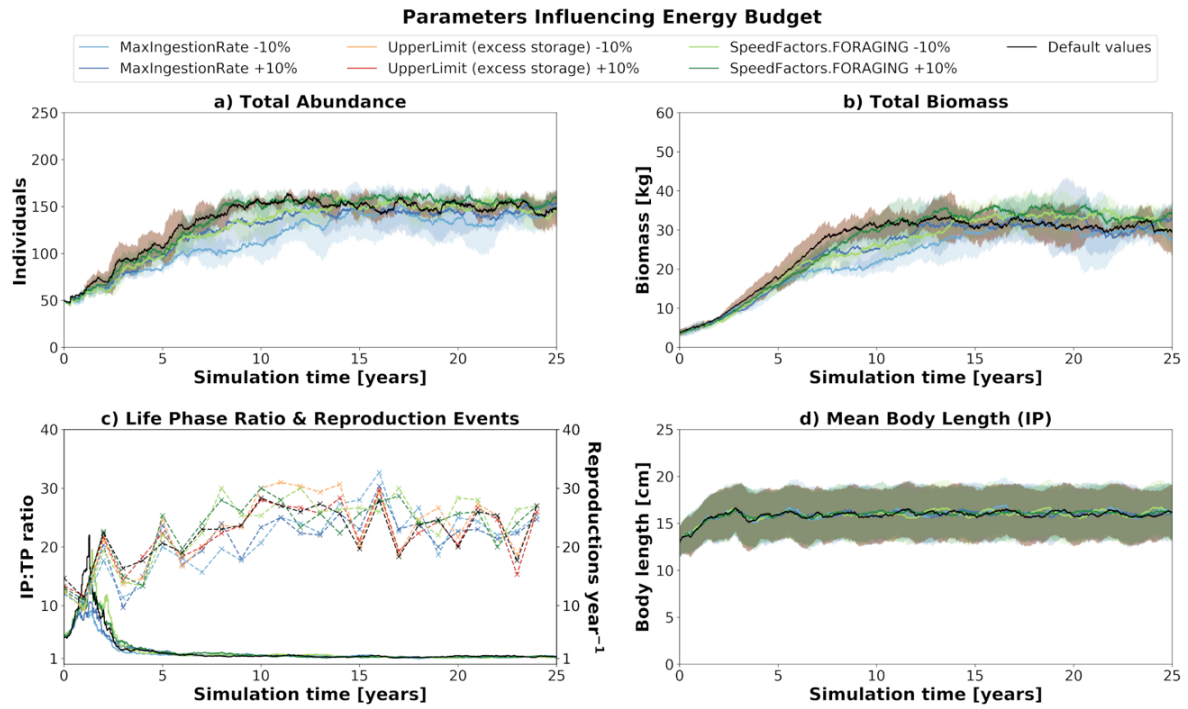 Parameters Influencing Energy Budget
MaxIngestionRate -10% UpperLimit (excess storage) -10% SpeedFactors.FORAGING -10% Default values
MaxIngestionRate +10% UpperLimit (excess storage) +10% SpeedFactors.FORAGING +10%
a) Total Abundance
250
200
150
100
50
0
Individuals
0 5 10 15 20 25
Simulation time [years]
b) Total Biomass
60
50
40
30
20
10
0
Biomass [kg]
0 5 10 15 20 25
Simulation time [years]
c) Life Phase Ratio & Reproduction Events
40
30
20
10
1
IP:TP ratio
40
30
20
10
1
Reproductions year⁻¹
0 5 10 15 20 25
Simulation time [years]
d) Mean Body Length (IP)
25
20
15
10
5
0
Body length [cm]
0 5 10 15 20 25
Simulation time [years]